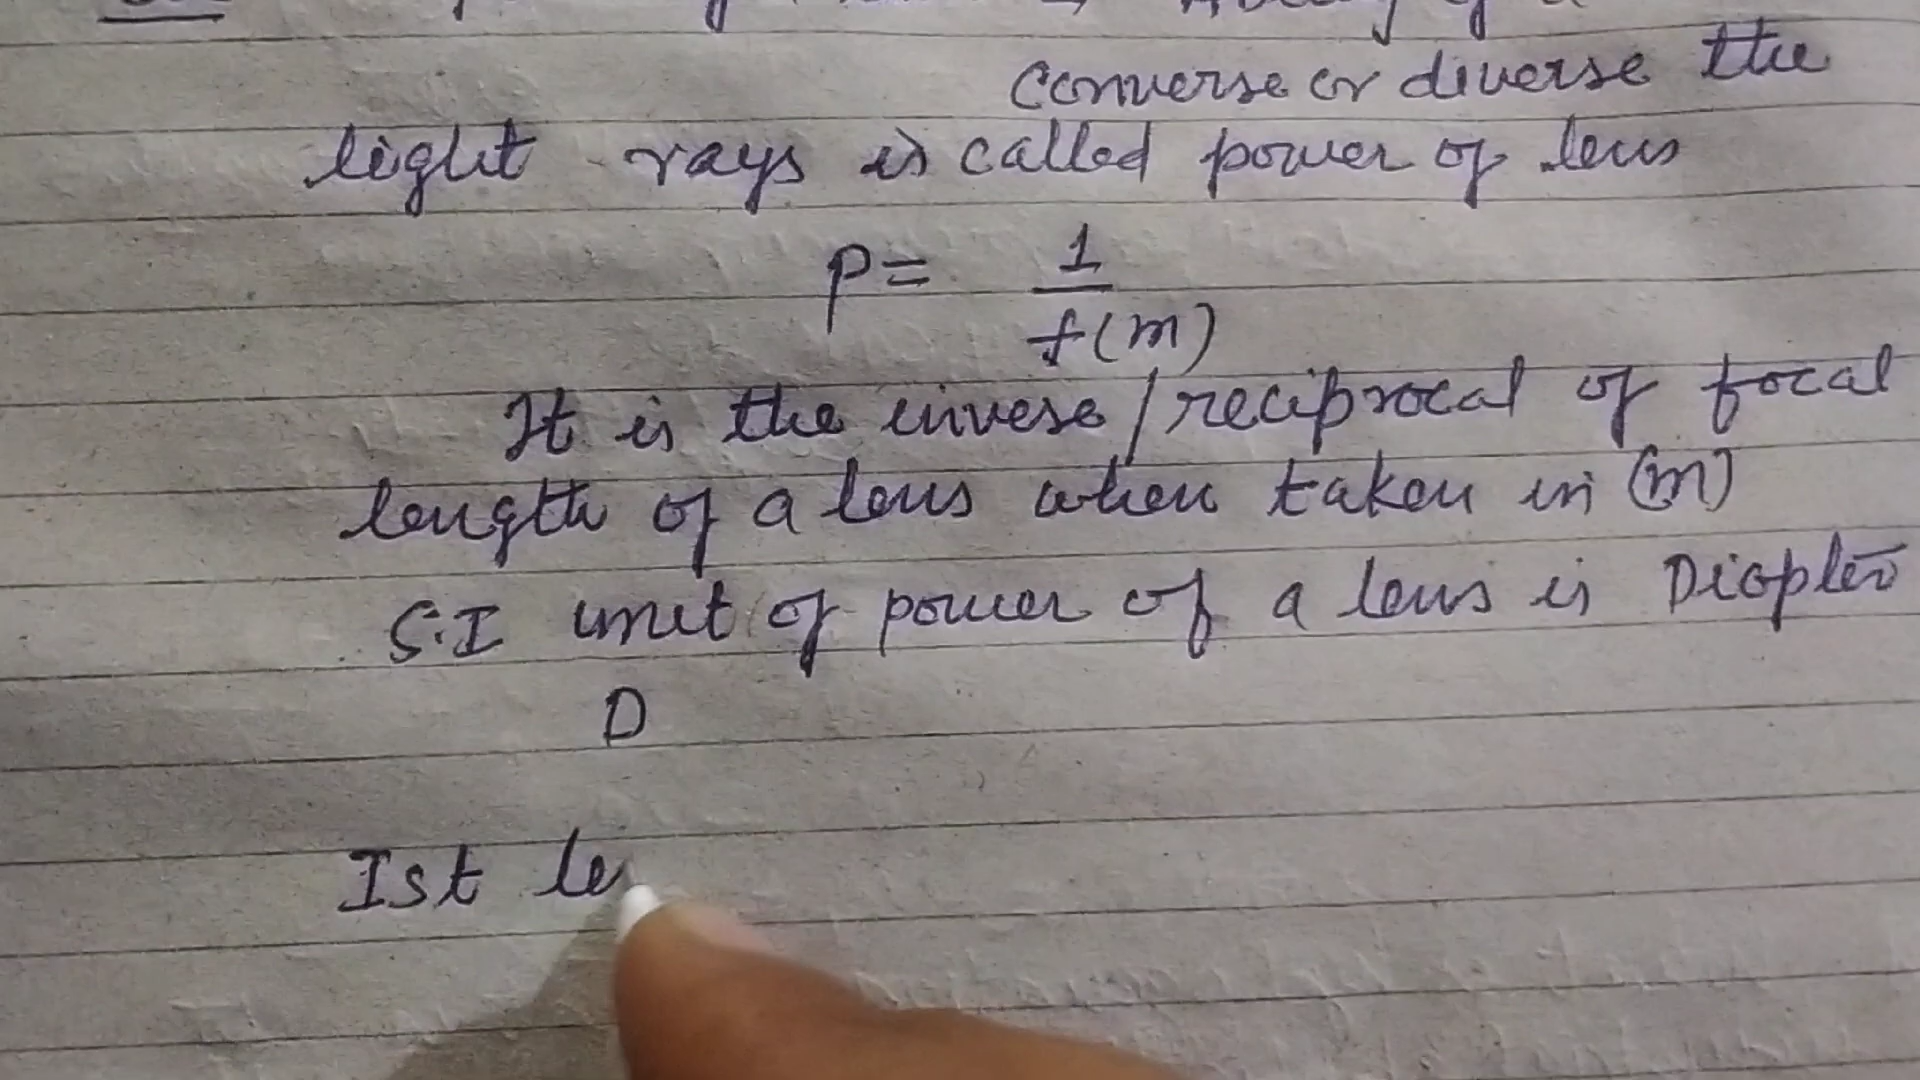 converse or diverse the
light rays is called power of lens
P = 1 / f(m)
It is the inverse / reciprocal of focal
length of a lens when taken in (m)
S.I unit of power of a lens is Diopter
D
Ist le